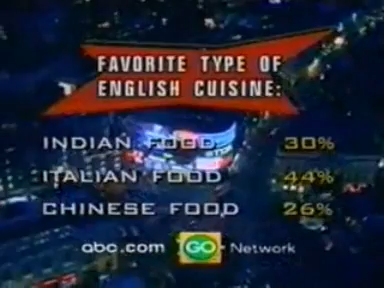 FAVORITE TYPE OF
ENGLISH CUISINE:
INDIAN FOOD 30%
ITALIAN FOOD 44%
CHINESE FOOD 26%
abc.com GO Network